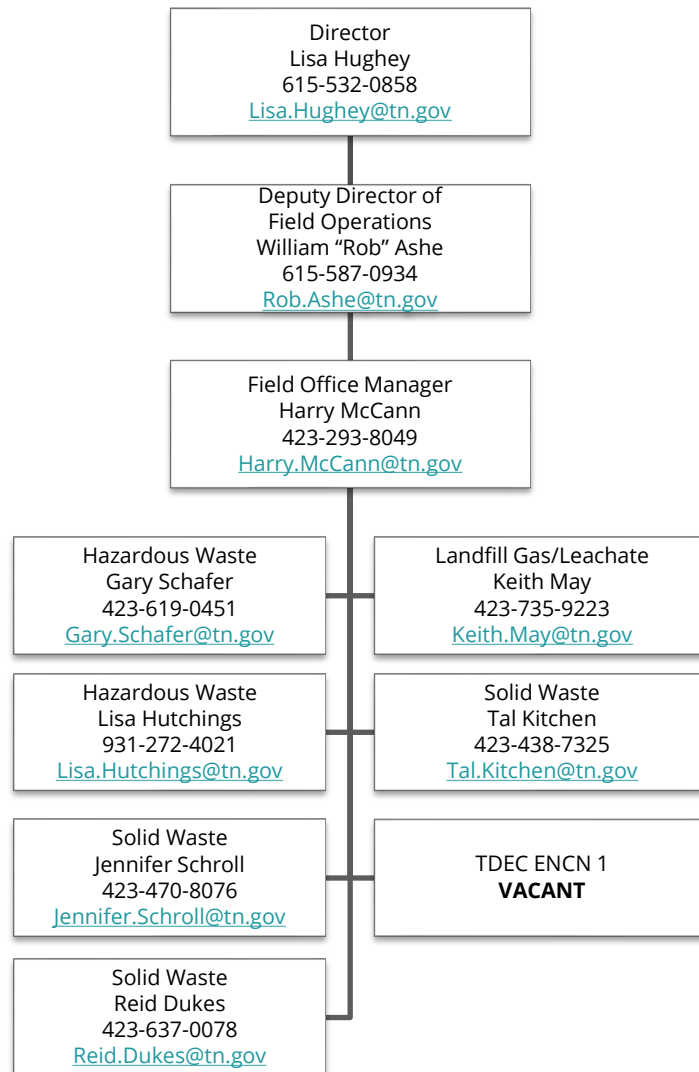 Director
Lisa Hughey
615-532-0858
Lisa.Hughey@tn.gov
Deputy Director of
Field Operations
William “Rob” Ashe
615-587-0934
Rob.Ashe@tn.gov
Field Office Manager
Harry McCann
423-293-8049
Harry.McCann@tn.gov
Hazardous Waste
Gary Schafer
423-619-0451
Gary.Schafer@tn.gov
Landfill Gas/Leachate
Keith May
423-735-9223
Keith.May@tn.gov
Hazardous Waste
Lisa Hutchings
931-272-4021
Lisa.Hutchings@tn.gov
Solid Waste
Tal Kitchen
423-438-7325
Tal.Kitchen@tn.gov
Solid Waste
Jennifer Schroll
423-470-8076
Jennifer.Schroll@tn.gov
TDEC ENCN 1
VACANT
Solid Waste
Reid Dukes
423-637-0078
Reid.Dukes@tn.gov